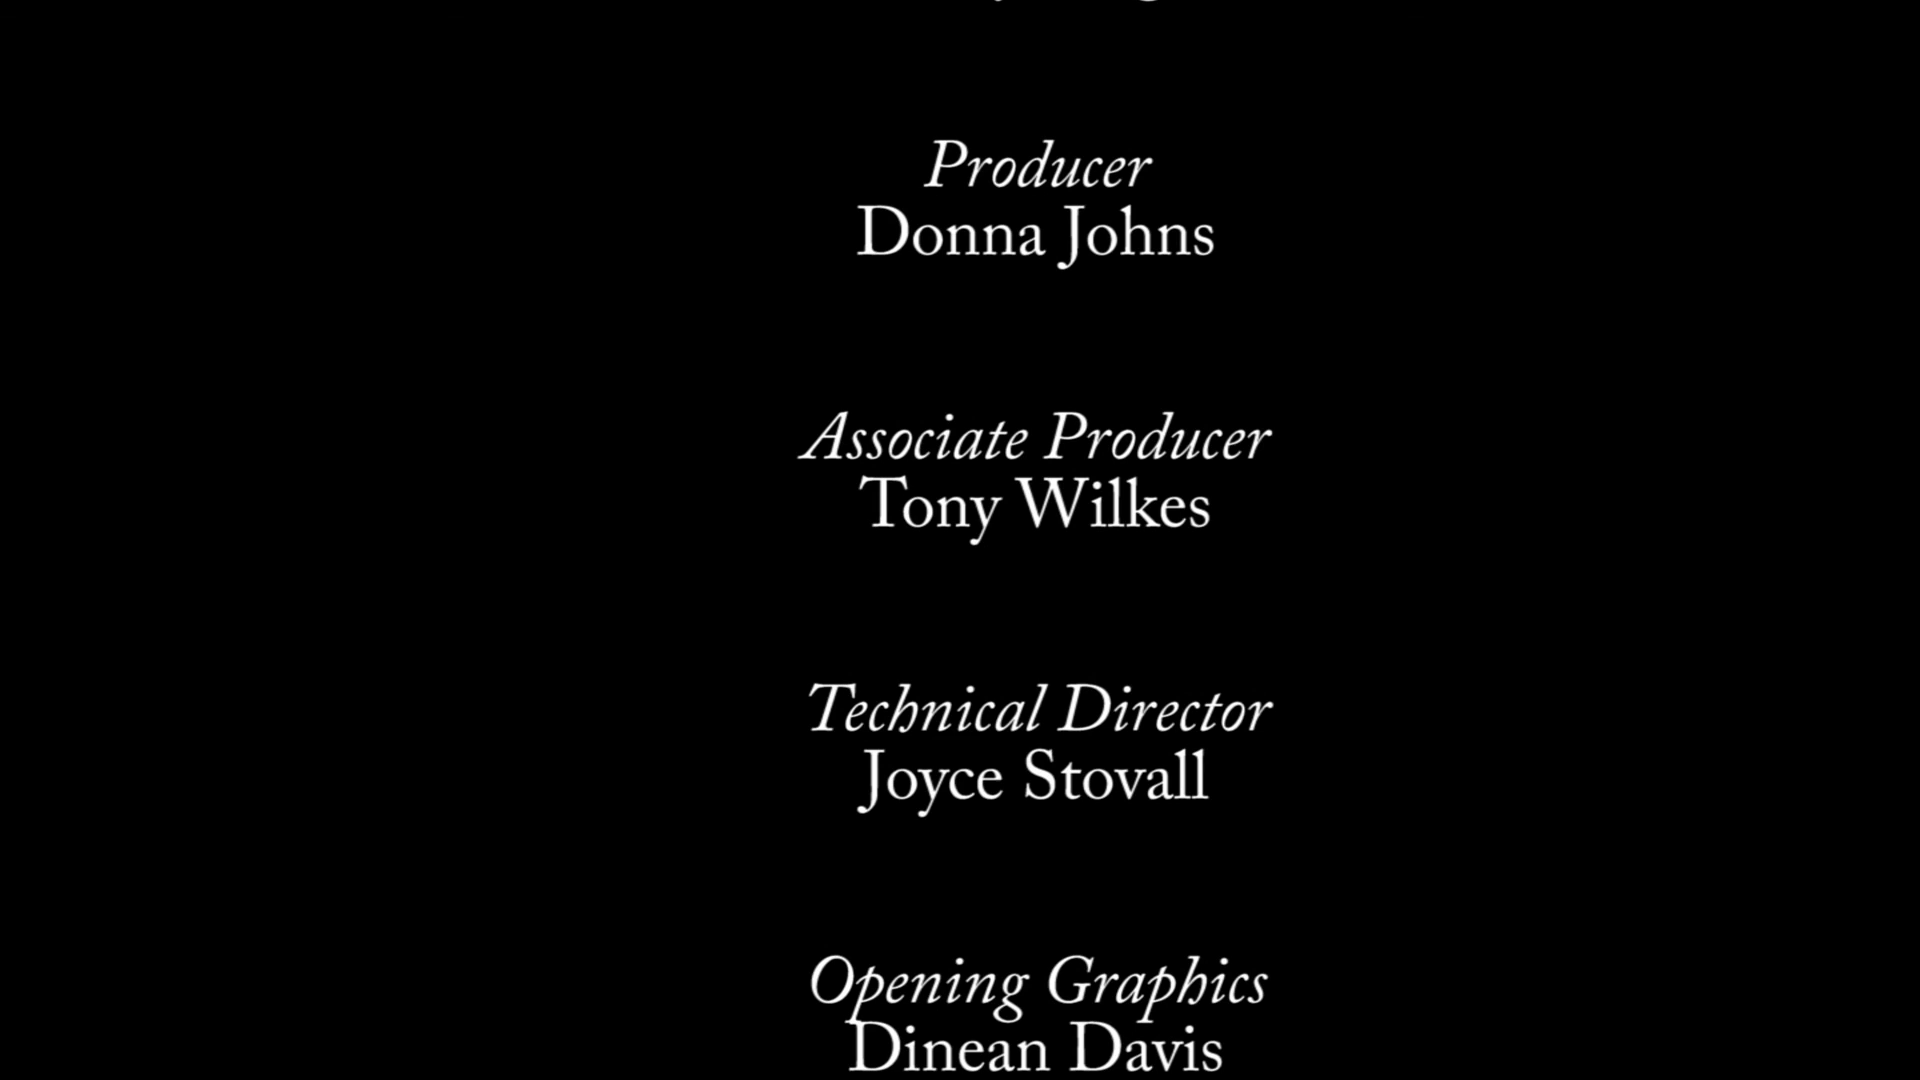 Producer
Donna Johns
Associate Producer
Tony Wilkes
Technical Director
Joyce Stovall
Opening Graphics
Dinean Davis